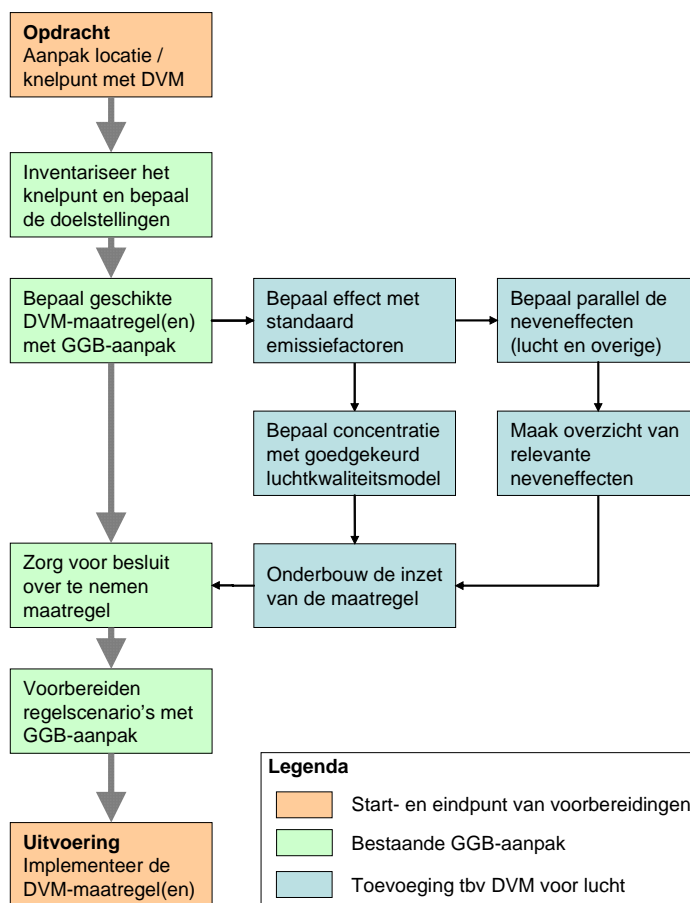 Opdracht
Aanpak locatie /
knelpunt met DVM
Inventariseer het
knelpunt en bepaal
de doelstellingen
Bepaal geschikte
DVM-maatregel(en)
met GGB-aanpak
Bepaal effect met
standaard
emissiefactoren
Bepaal parallel de
neveneffecten
(lucht en overige)
Bepaal concentratie
met goedgekeurd
luchtkwaliteitsmodel
Maak overzicht van
relevante
neveneffecten
Zorg voor besluit
over te nemen
maatregel
Onderbouw de inzet
van de maatregel
Voorbereiden
regelscenario's met
GGB-aanpak
Uitvoering
Implementeer de
DVM-maatregel(en)
Legenda
Start- en eindpunt van voorbereidingen
Bestaande GGB-aanpak
Toevoeging tbv DVM voor lucht